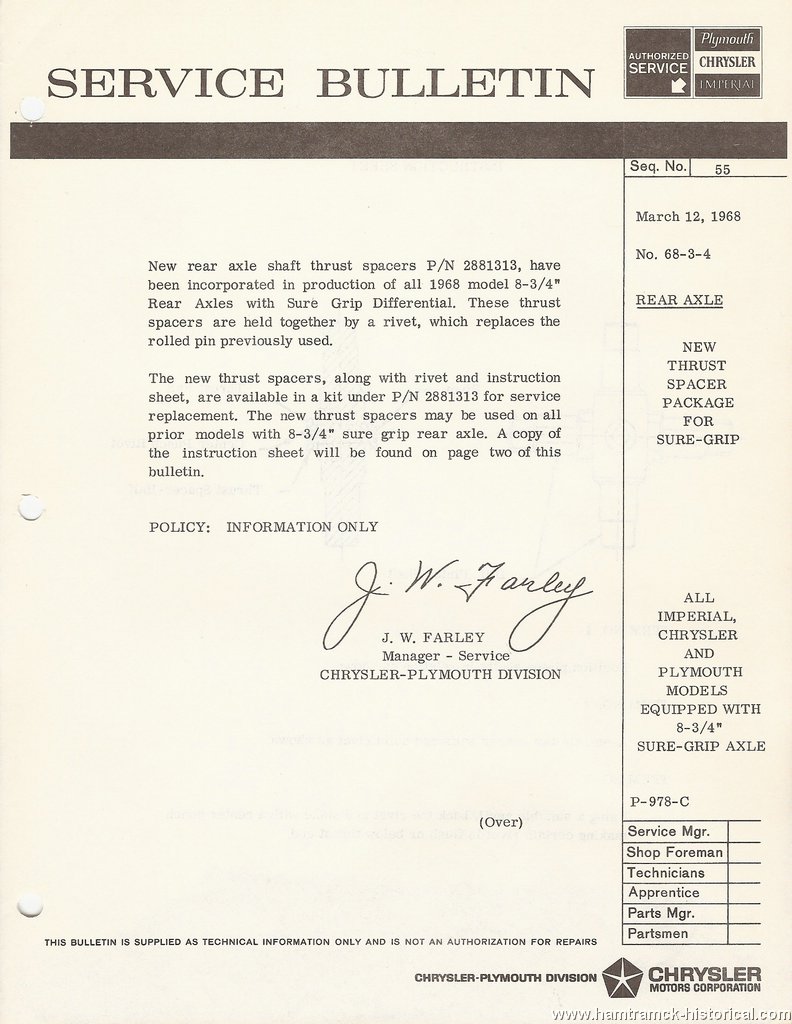 SERVICE BULLETIN
AUTHORIZED
SERVICE
Plymouth
CHRYSLER
IMPERIAL
Seq. No. 55
March 12, 1968
No. 68-3-4
REAR AXLE
NEW
THRUST
SPACER
PACKAGE
FOR
SURE-GRIP
New rear axle shaft thrust spacers P/N 2881313, have
been incorporated in production of all 1968 model 8-3/4"
Rear Axles with Sure Grip Differential. These thrust
spacers are held together by a rivet, which replaces the
rolled pin previously used.
The new thrust spacers, along with rivet and instruction
sheet, are available in a kit under P/N 2881313 for service
replacement. The new thrust spacers may be used on all
prior models with 8-3/4" sure grip rear axle. A copy of
the instruction sheet will be found on page two of this
bulletin.
POLICY: INFORMATION ONLY
J. W. Farley
J. W. FARLEY
Manager - Service
CHRYSLER-PLYMOUTH DIVISION
ALL
IMPERIAL,
CHRYSLER
AND
PLYMOUTH
MODELS
EQUIPPED WITH
8-3/4"
SURE-GRIP AXLE
P-978-C
(Over)
Service Mgr.
Shop Foreman
Technicians
Apprentice
Parts Mgr.
Partsmen
THIS BULLETIN IS SUPPLIED AS TECHNICAL INFORMATION ONLY AND IS NOT AN AUTHORIZATION FOR REPAIRS
CHRYSLER-PLYMOUTH DIVISION
CHRYSLER
MOTORS CORPORATION
www.hamtramck-historical.com